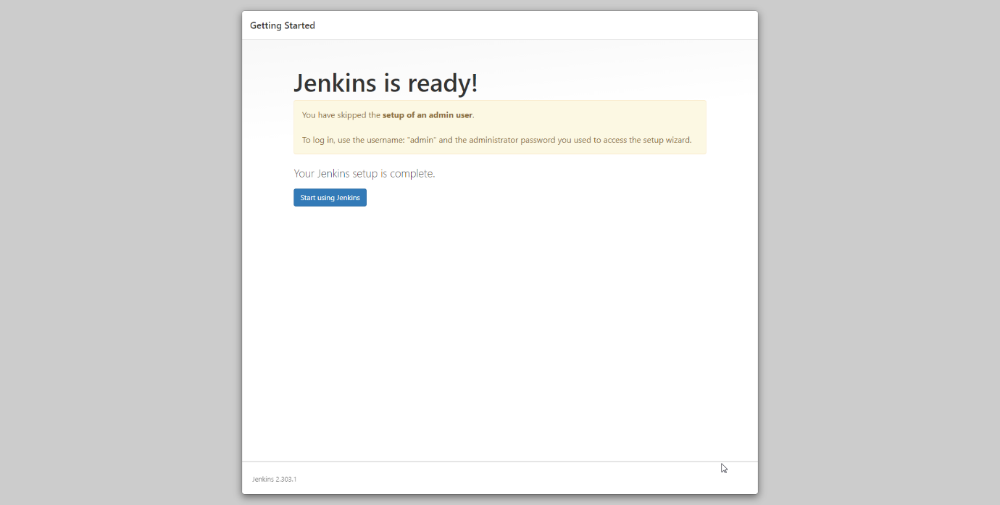 Getting Started
Jenkins is ready!
You have skipped the setup of an admin user.
To log in, use the username: "admin" and the administrator password you used to access the setup wizard.
Your Jenkins setup is complete.
Start using Jenkins
Jenkins 2.303.1